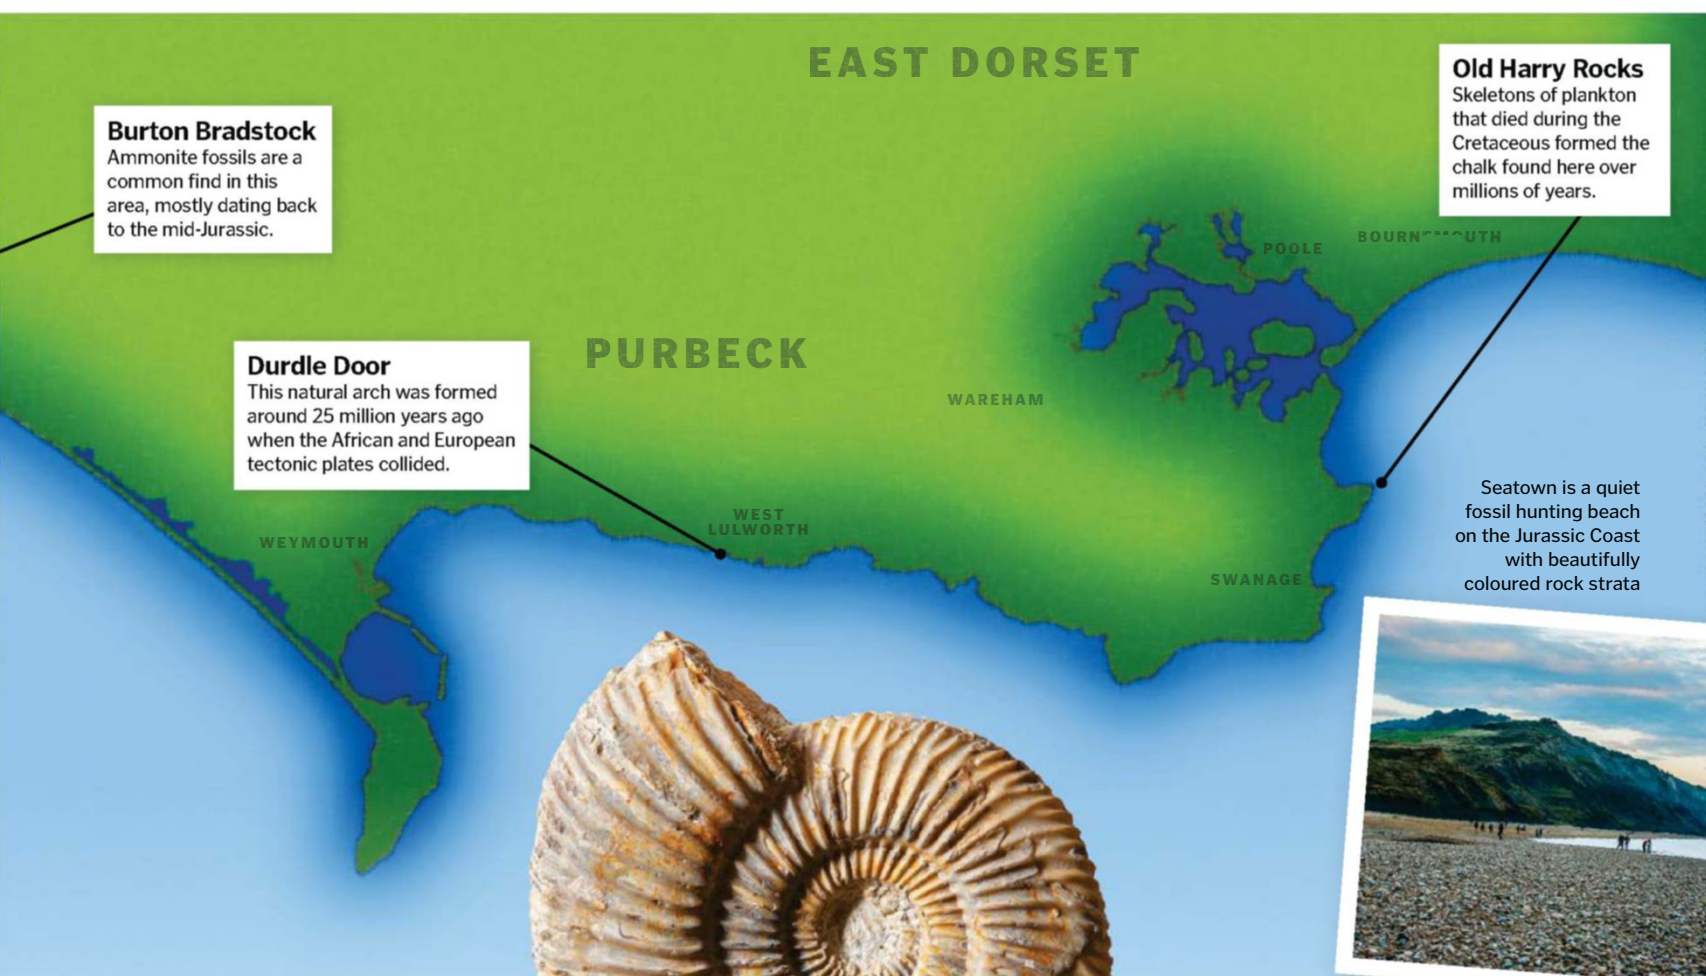 EAST DORSET
Old Harry Rocks
Skeletons of plankton
that died during the
Cretaceous formed the
chalk found here over
millions of years.
Burton Bradstock
Ammonite fossils are a
common find in this
area, mostly dating back
to the mid-Jurassic.
POOLE
Durdle Door
This natural arch was formed
around 25 million years ago
when the African and European
tectonic plates collided.
PURBECK
WAREHAM
Seatown is a quiet
fossil hunting beach
on the Jurassic Coast
with beautifully
coloured rock strata
WEST
LULWORTH
WEYMOUTH
SWANAGE